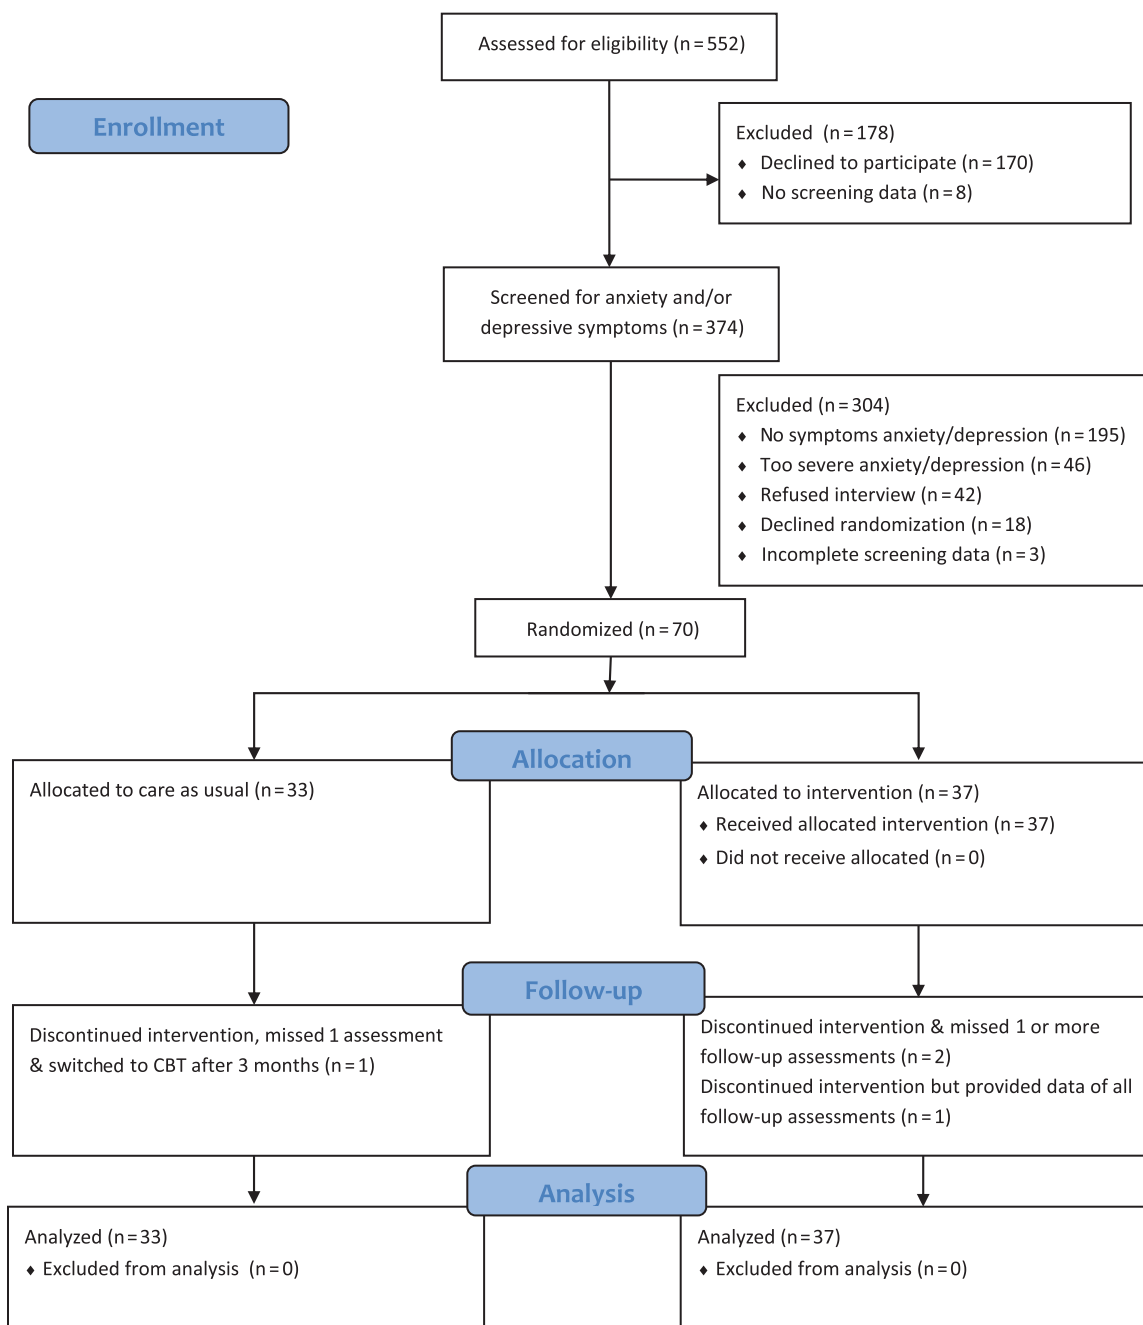 Assessed for eligibility (n = 552)
Enrollment
Excluded (n = 178)
♦ Declined to participate (n = 170)
♦ No screening data (n = 8)
Screened for anxiety and/or
depressive symptoms (n = 374)
Excluded (n = 304)
♦ No symptoms anxiety/depression (n = 195)
♦ Too severe anxiety/depression (n = 46)
♦ Refused interview (n = 42)
♦ Declined randomization (n = 18)
♦ Incomplete screening data (n = 3)
Randomized (n = 70)
Allocation
Allocated to care as usual (n = 33)
Allocated to intervention (n = 37)
♦ Received allocated intervention (n = 37)
♦ Did not receive allocated (n = 0)
Follow-up
Discontinued intervention, missed 1 assessment
& switched to CBT after 3 months (n = 1)
Discontinued intervention & missed 1 or more
follow-up assessments (n = 2)
Discontinued intervention but provided data of all
follow-up assessments (n = 1)
Analysis
Analyzed (n = 33)
♦ Excluded from analysis (n = 0)
Analyzed (n = 37)
♦ Excluded from analysis (n = 0)